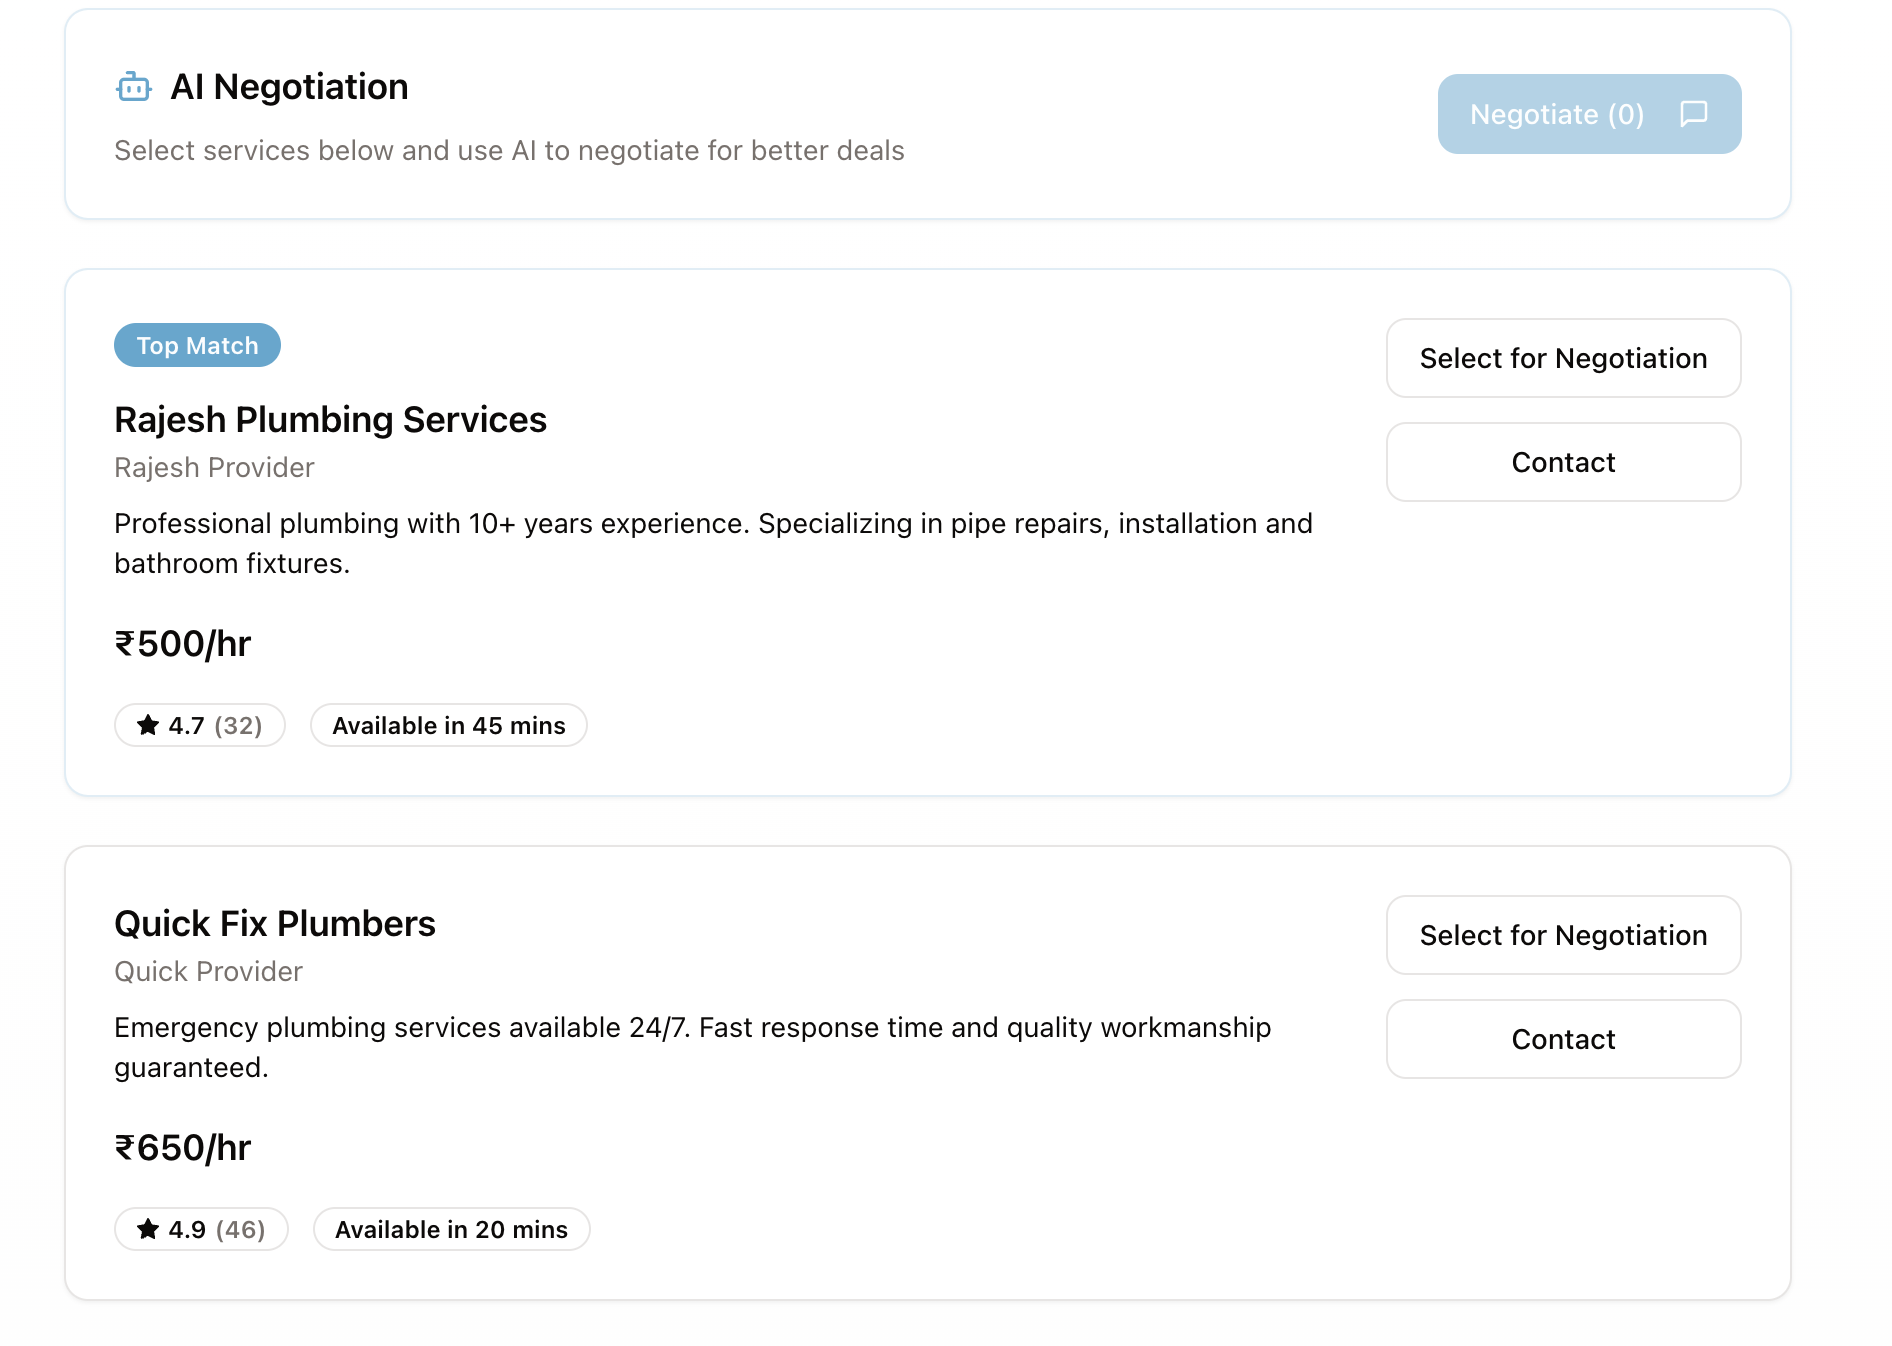 AI Negotiation
Select services below and use AI to negotiate for better deals
Negotiate (0)
Top Match
Rajesh Plumbing Services
Rajesh Provider
Professional plumbing with 10+ years experience. Specializing in pipe repairs, installation and
bathroom fixtures.
₹500/hr
★ 4.7 (32)
Available in 45 mins
Select for Negotiation
Contact
Quick Fix Plumbers
Quick Provider
Emergency plumbing services available 24/7. Fast response time and quality workmanship
guaranteed.
₹650/hr
★ 4.9 (46)
Available in 20 mins
Select for Negotiation
Contact